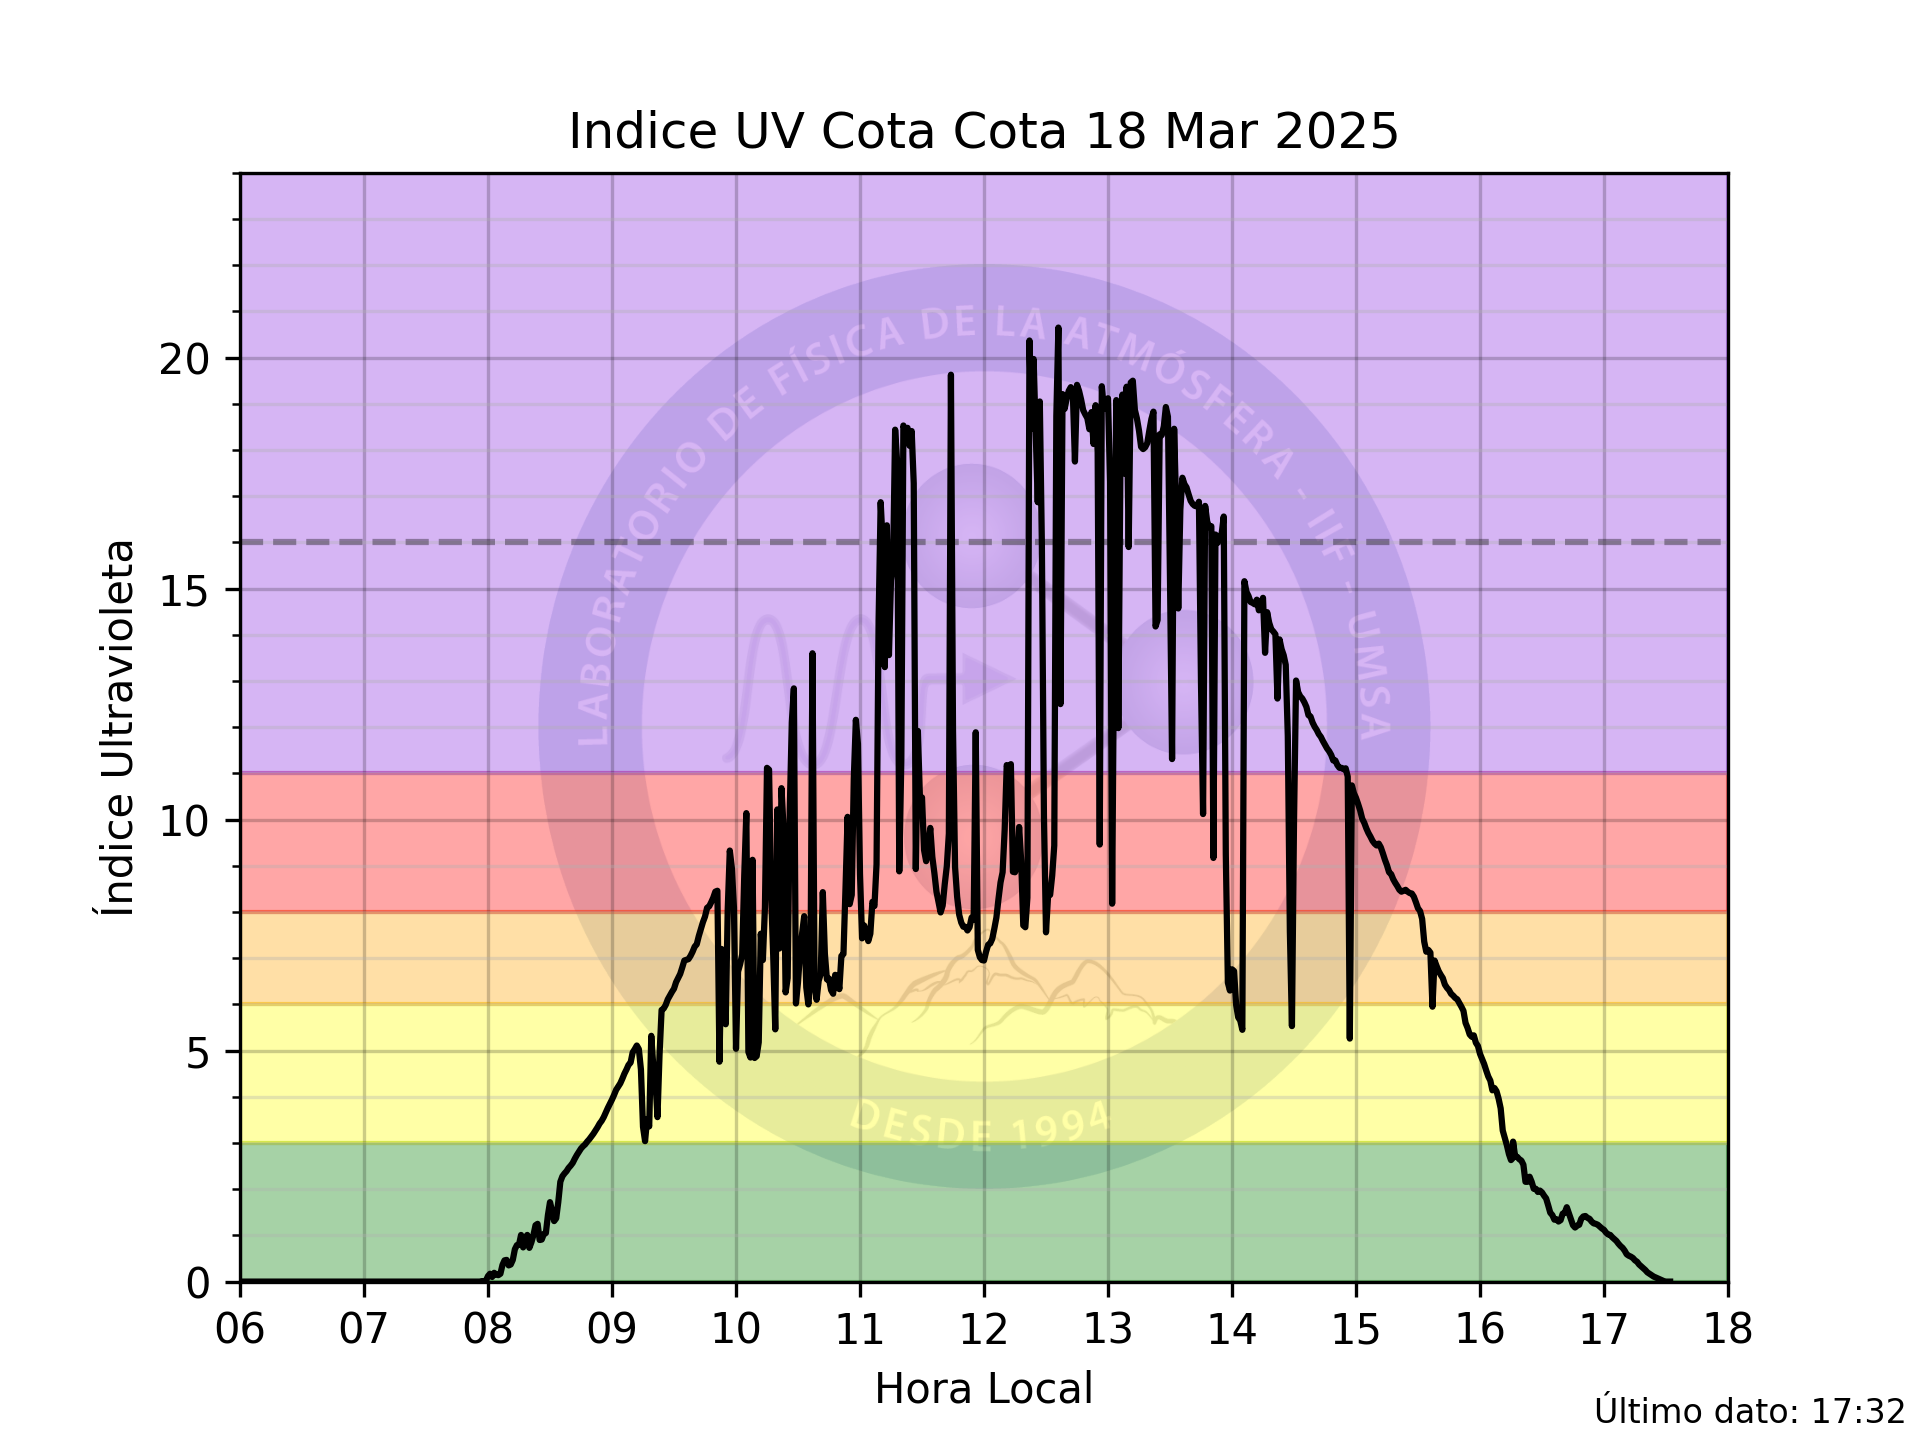 Indice UV Cota Cota 18 Mar 2025
LABORATORIO DE FÍSICA DE LA ATMÓSFERA - IIF - UMSA
DESDE 1994
Índice Ultravioleta
20
15
10
5
0
06 07 08 09 10 11 12 13 14 15 16 17 18
Hora Local
Último dato: 17:32